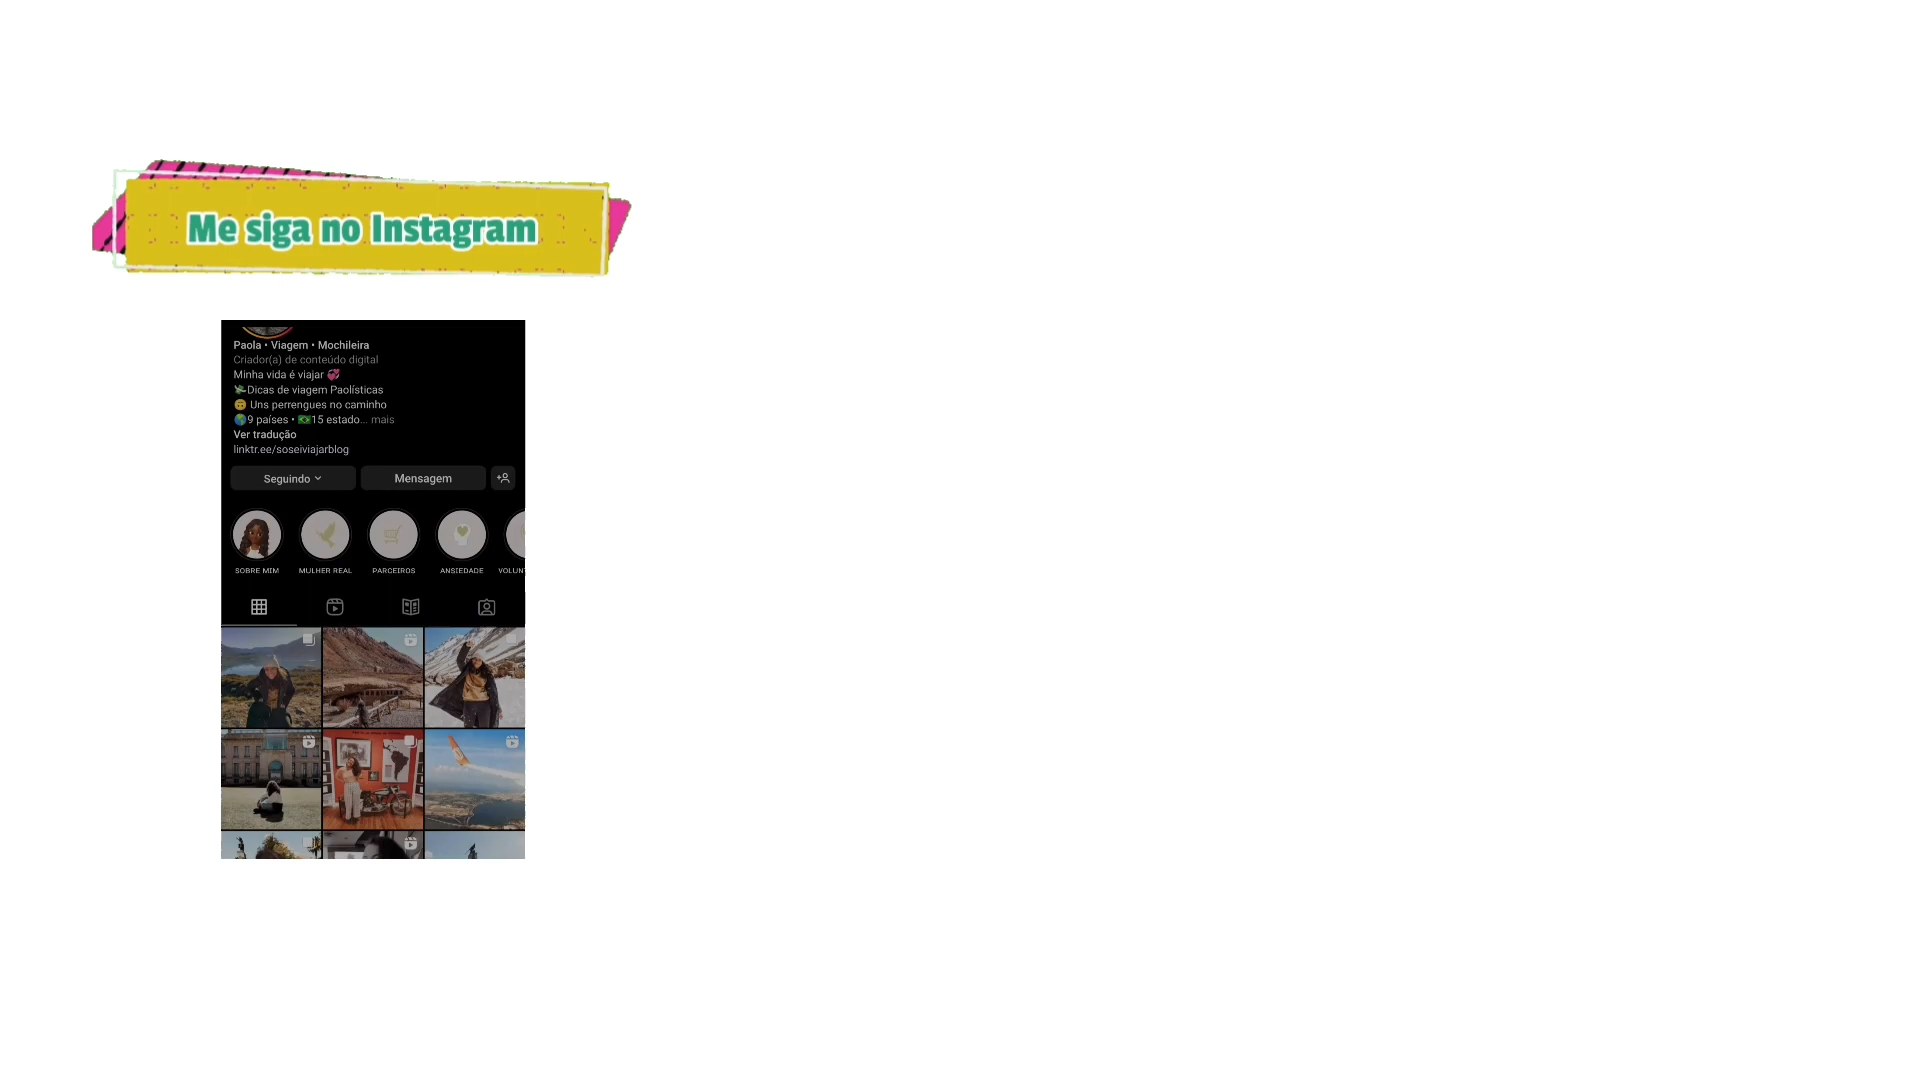 Me siga no Instagram
Paola • Viagem • Mochileira
Criador(a) de conteúdo digital
Minha vida é viajar 💞
Dicas de viagem Paolísticas
🙃 Uns perrengues no caminho
🌎9 países • 🇧🇷15 estado... mais
Ver tradução
linktr.ee/soseiviajarblog
Seguindo
Mensagem
SOBRE MIM
MULHER REAL
PARCEIROS
ANSIEDADE
VOLUNT